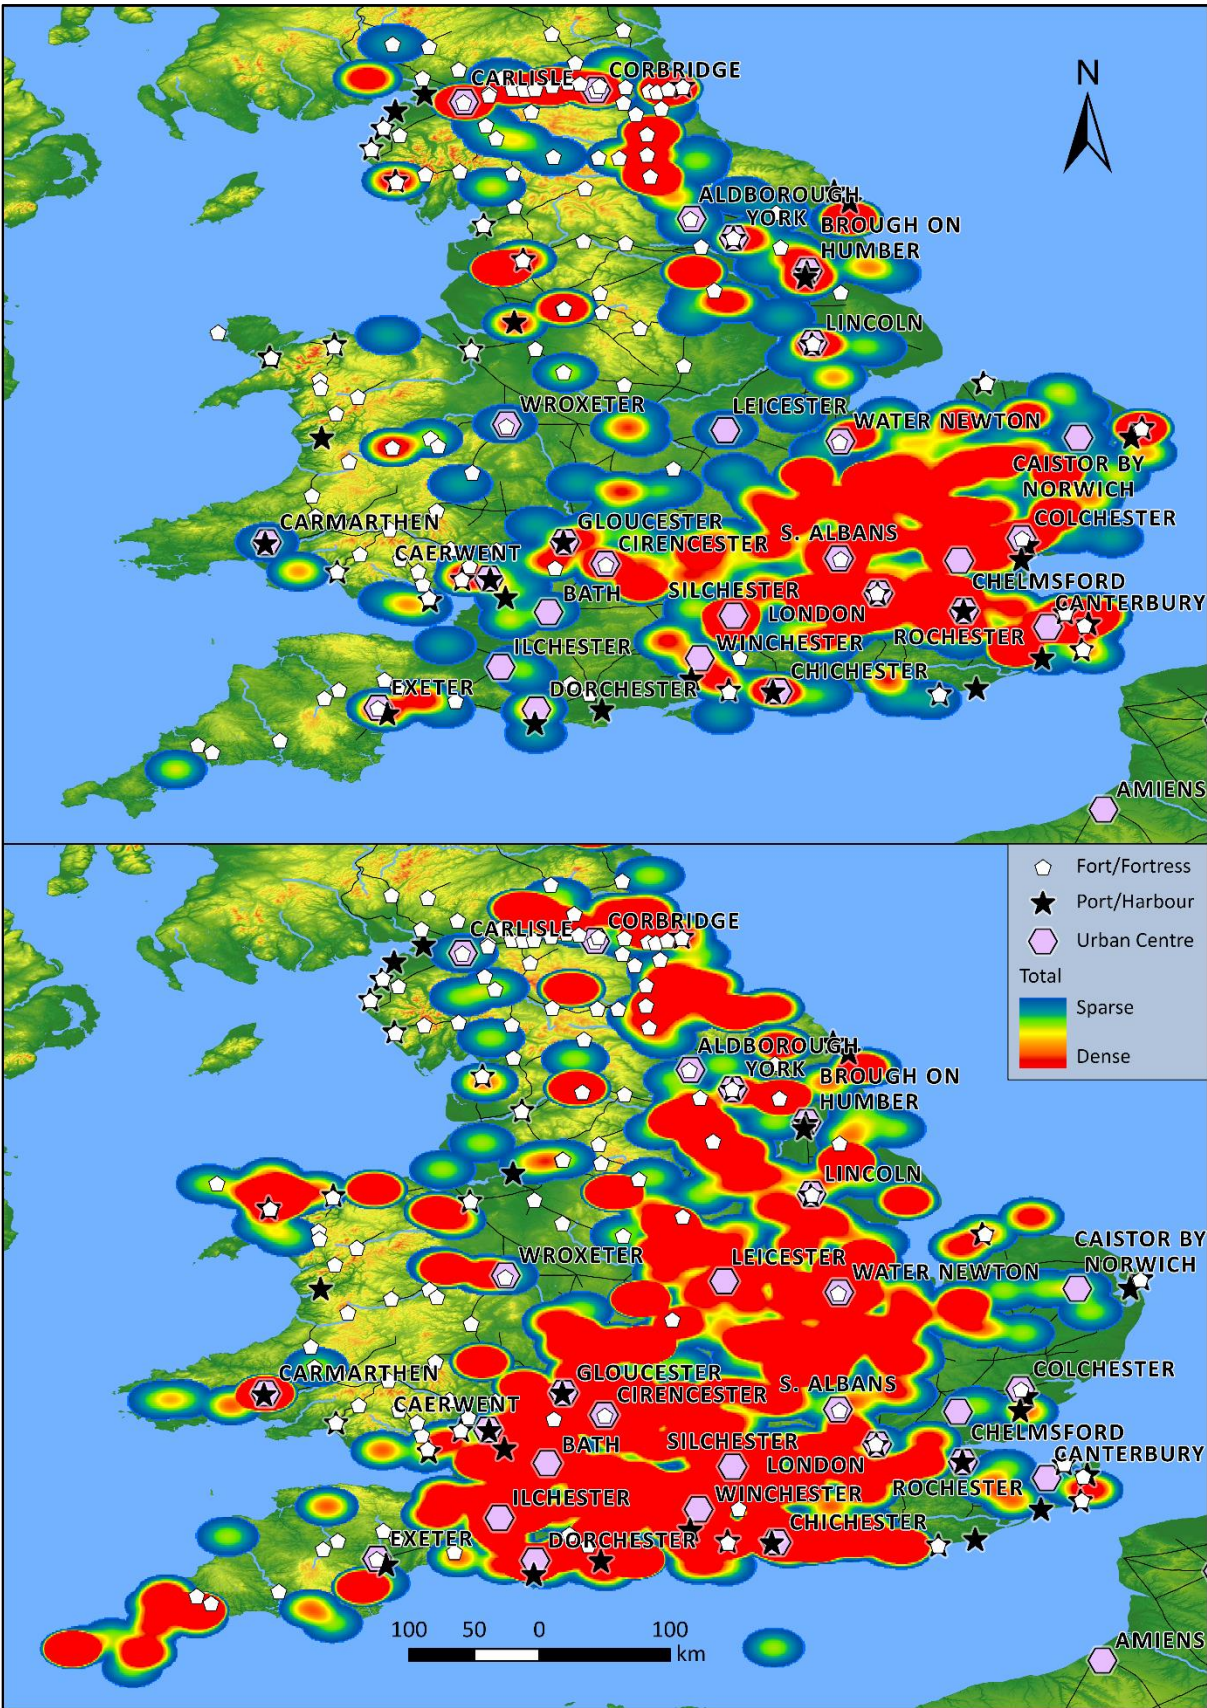 N
CARLISLE
CORBRIDGE
ALDBOROUGH
YORK
BROUGH ON
HUMBER
LINCOLN
WROXETER
LEICESTER
WATER NEWTON
CAISTOR BY
NORWICH
CARMARTHEN
GLOUCESTER
S. ALBANS
COLCHESTER
CAERWENT
CIRENCESTER
BATH
SILCHESTER
CHELMSFORD
LONDON
CANTERBURY
ROCHESTER
ILCHESTER
WINCHESTER
CHICHESTER
EXETER
DORCHESTER
AMIENS
Fort/Fortress
Port/Harbour
Urban Centre
Total
Sparse
Dense
CARLISLE
CORBRIDGE
ALDBOROUGH
YORK
BROUGH ON
HUMBER
LINCOLN
WROXETER
LEICESTER
WATER NEWTON
CAISTOR BY
NORWICH
CARMARTHEN
GLOUCESTER
S. ALBANS
COLCHESTER
CAERWENT
CIRENCESTER
BATH
SILCHESTER
CHELMSFORD
LONDON
CANTERBURY
ROCHESTER
ILCHESTER
WINCHESTER
CHICHESTER
EXETER
DORCHESTER
100 50 0 100
km
AMIENS